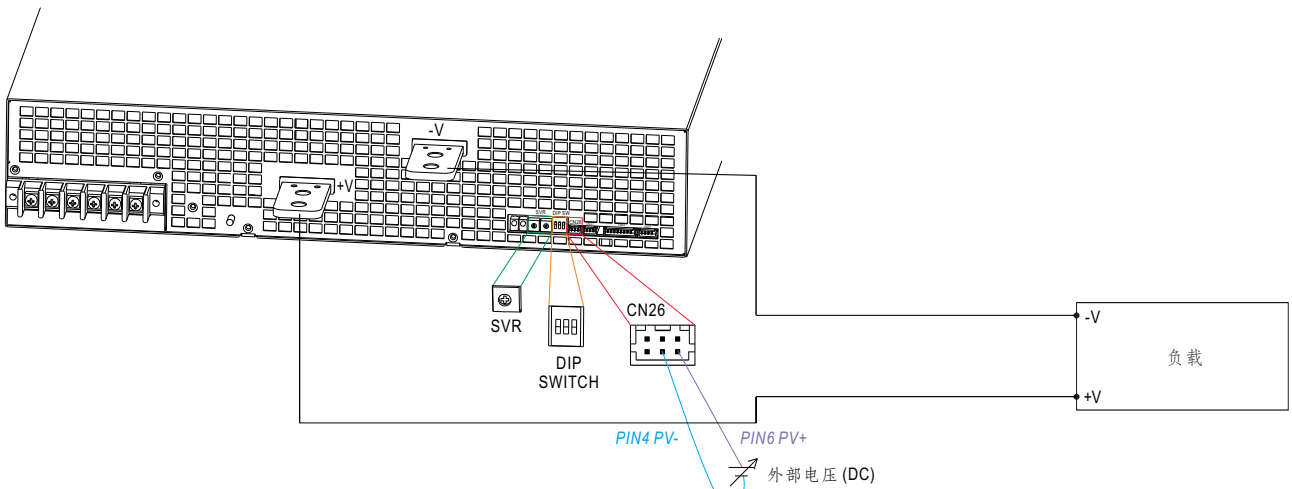 -V
+V
SVR
DIP SW
CN26
SVR
DIP
SWITCH
CN26
-V
负载
+V
PIN4 PV-
PIN6 PV+
外部电压 (DC)